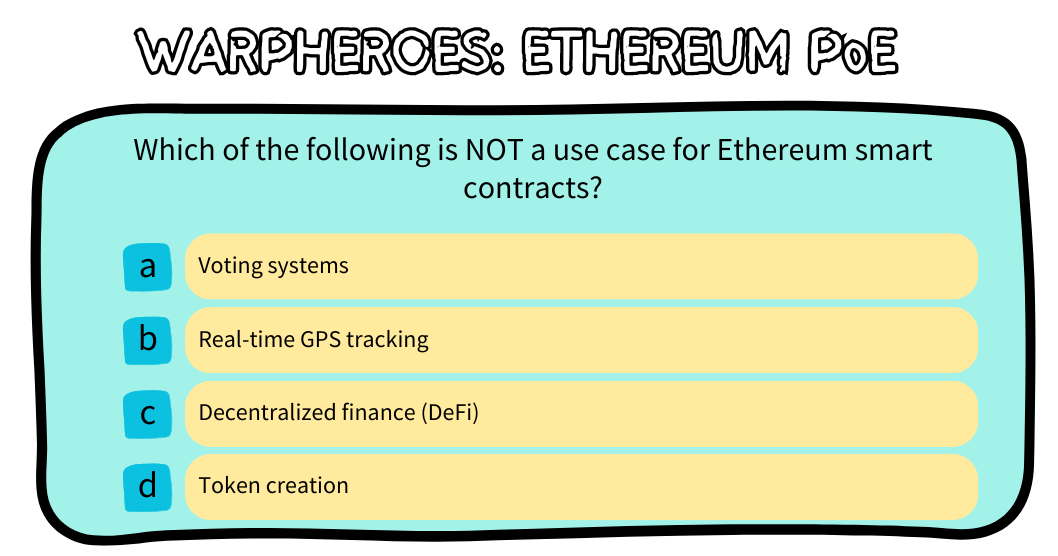 WARPHEROES: ETHEREUM PoE
Which of the following is NOT a use case for Ethereum smart
contracts?
a Voting systems
b Real-time GPS tracking
c Decentralized finance (DeFi)
d Token creation